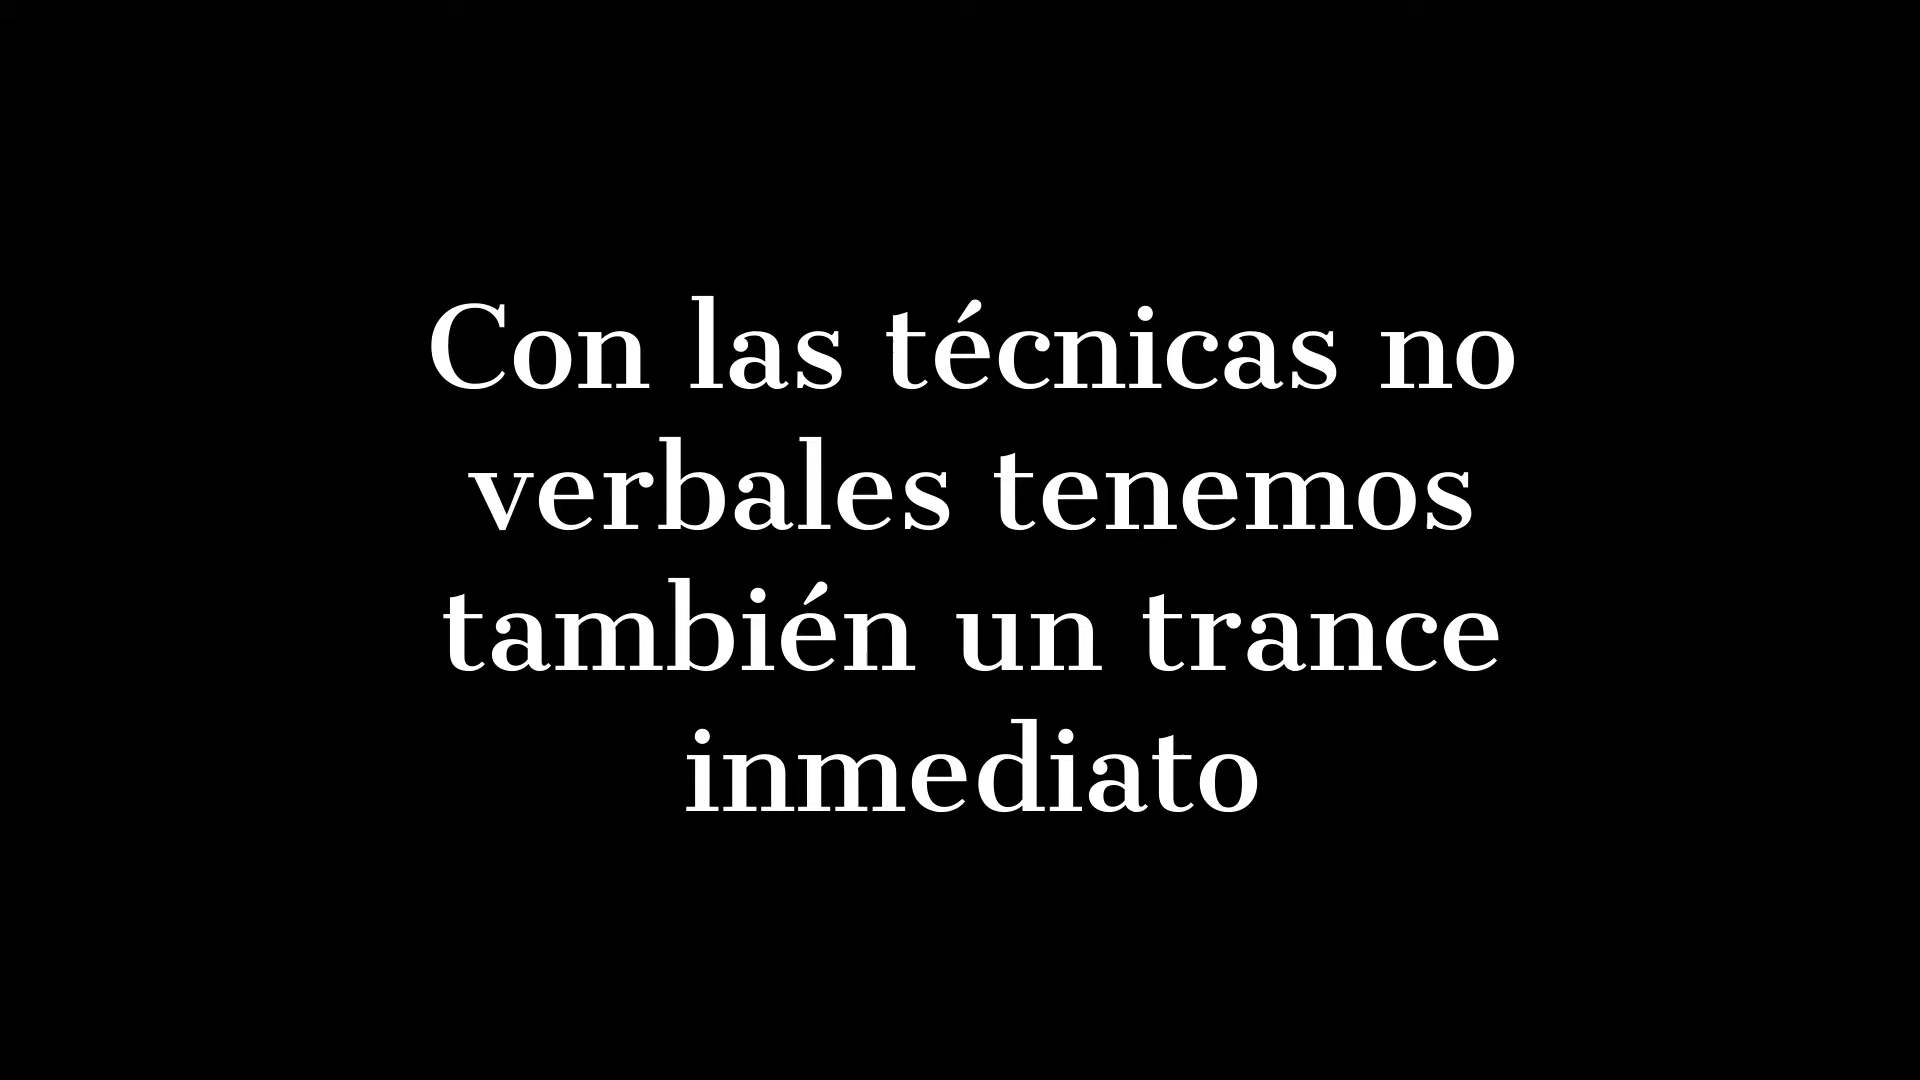 Con las técnicas no
verbales tenemos
también un trance
inmediato